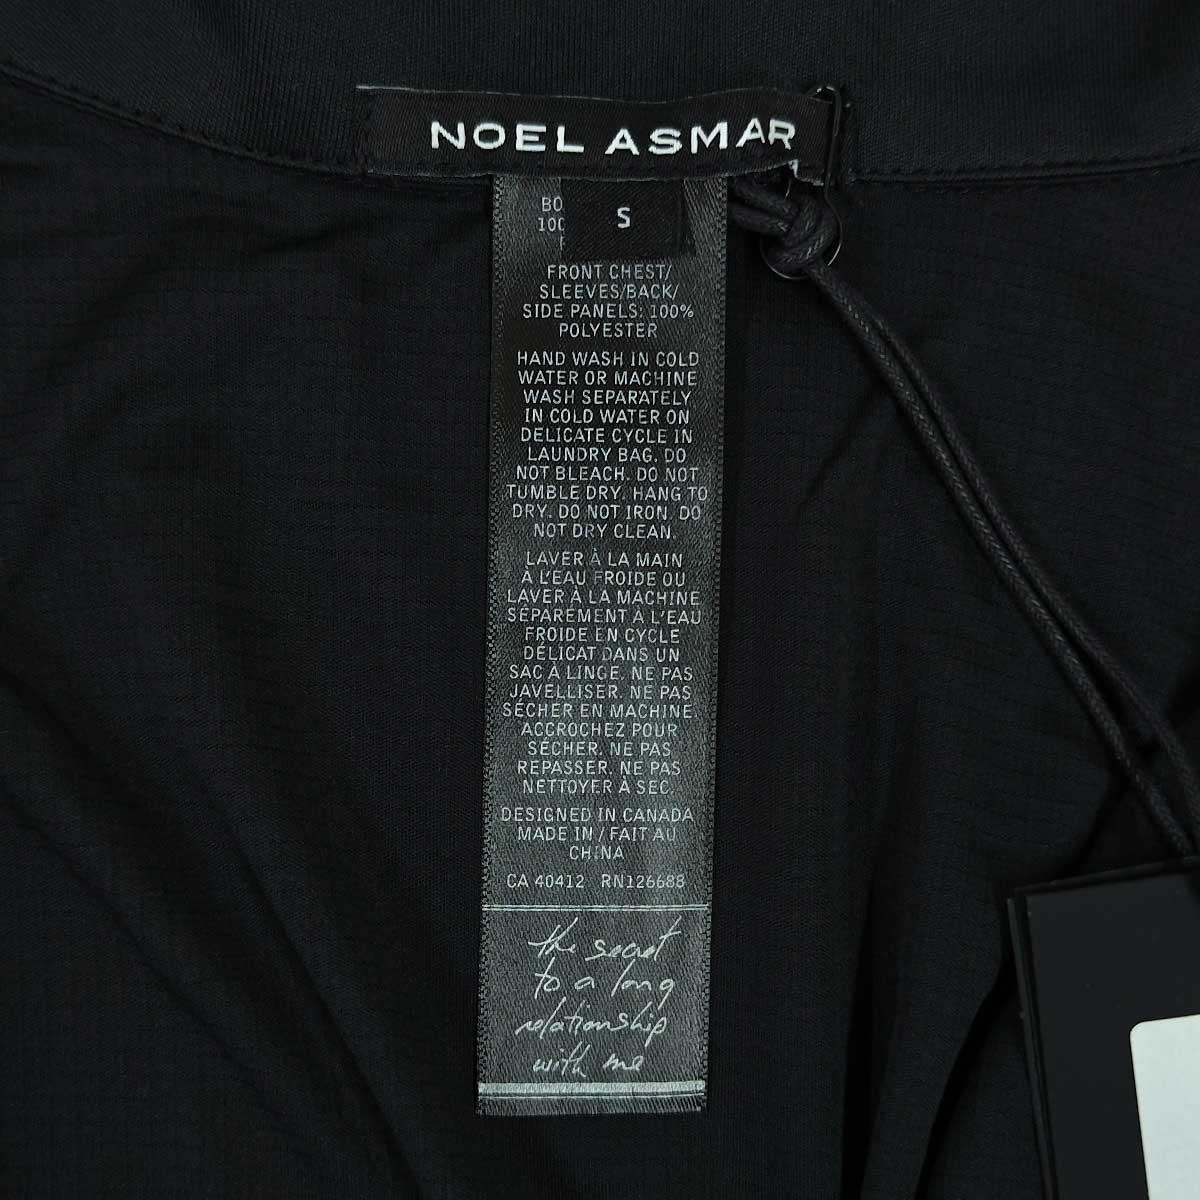 NOEL ASMAR
S
FRONT CHEST/
SLEEVES/BACK/
SIDE PANELS: 100%
POLYESTER
HAND WASH IN COLD
WATER OR MACHINE
WASH SEPARATELY
IN COLD WATER ON
DELICATE CYCLE IN
LAUNDRY BAG. DO
NOT BLEACH. DO NOT
TUMBLE DRY. HANG TO
DRY. DO NOT IRON. DO
NOT DRY CLEAN.
LAVER À LA MAIN
À L'EAU FROIDE OU
LAVER À LA MACHINE
SÉPAREMENT À L'EAU
FROIDE EN CYCLE
DÉLICAT DANS UN
SAC À LINGE. NE PAS
JAVELLISER. NE PAS
SÉCHER EN MACHINE.
ACCROCHEZ POUR
SÉCHER. NE PAS
REPASSER. NE PAS
NETTOYER À SEC.
DESIGNED IN CANADA
MADE IN / FAIT AU
CHINA
CA 40412 RN126688
the secret
to a long
relationship
with me